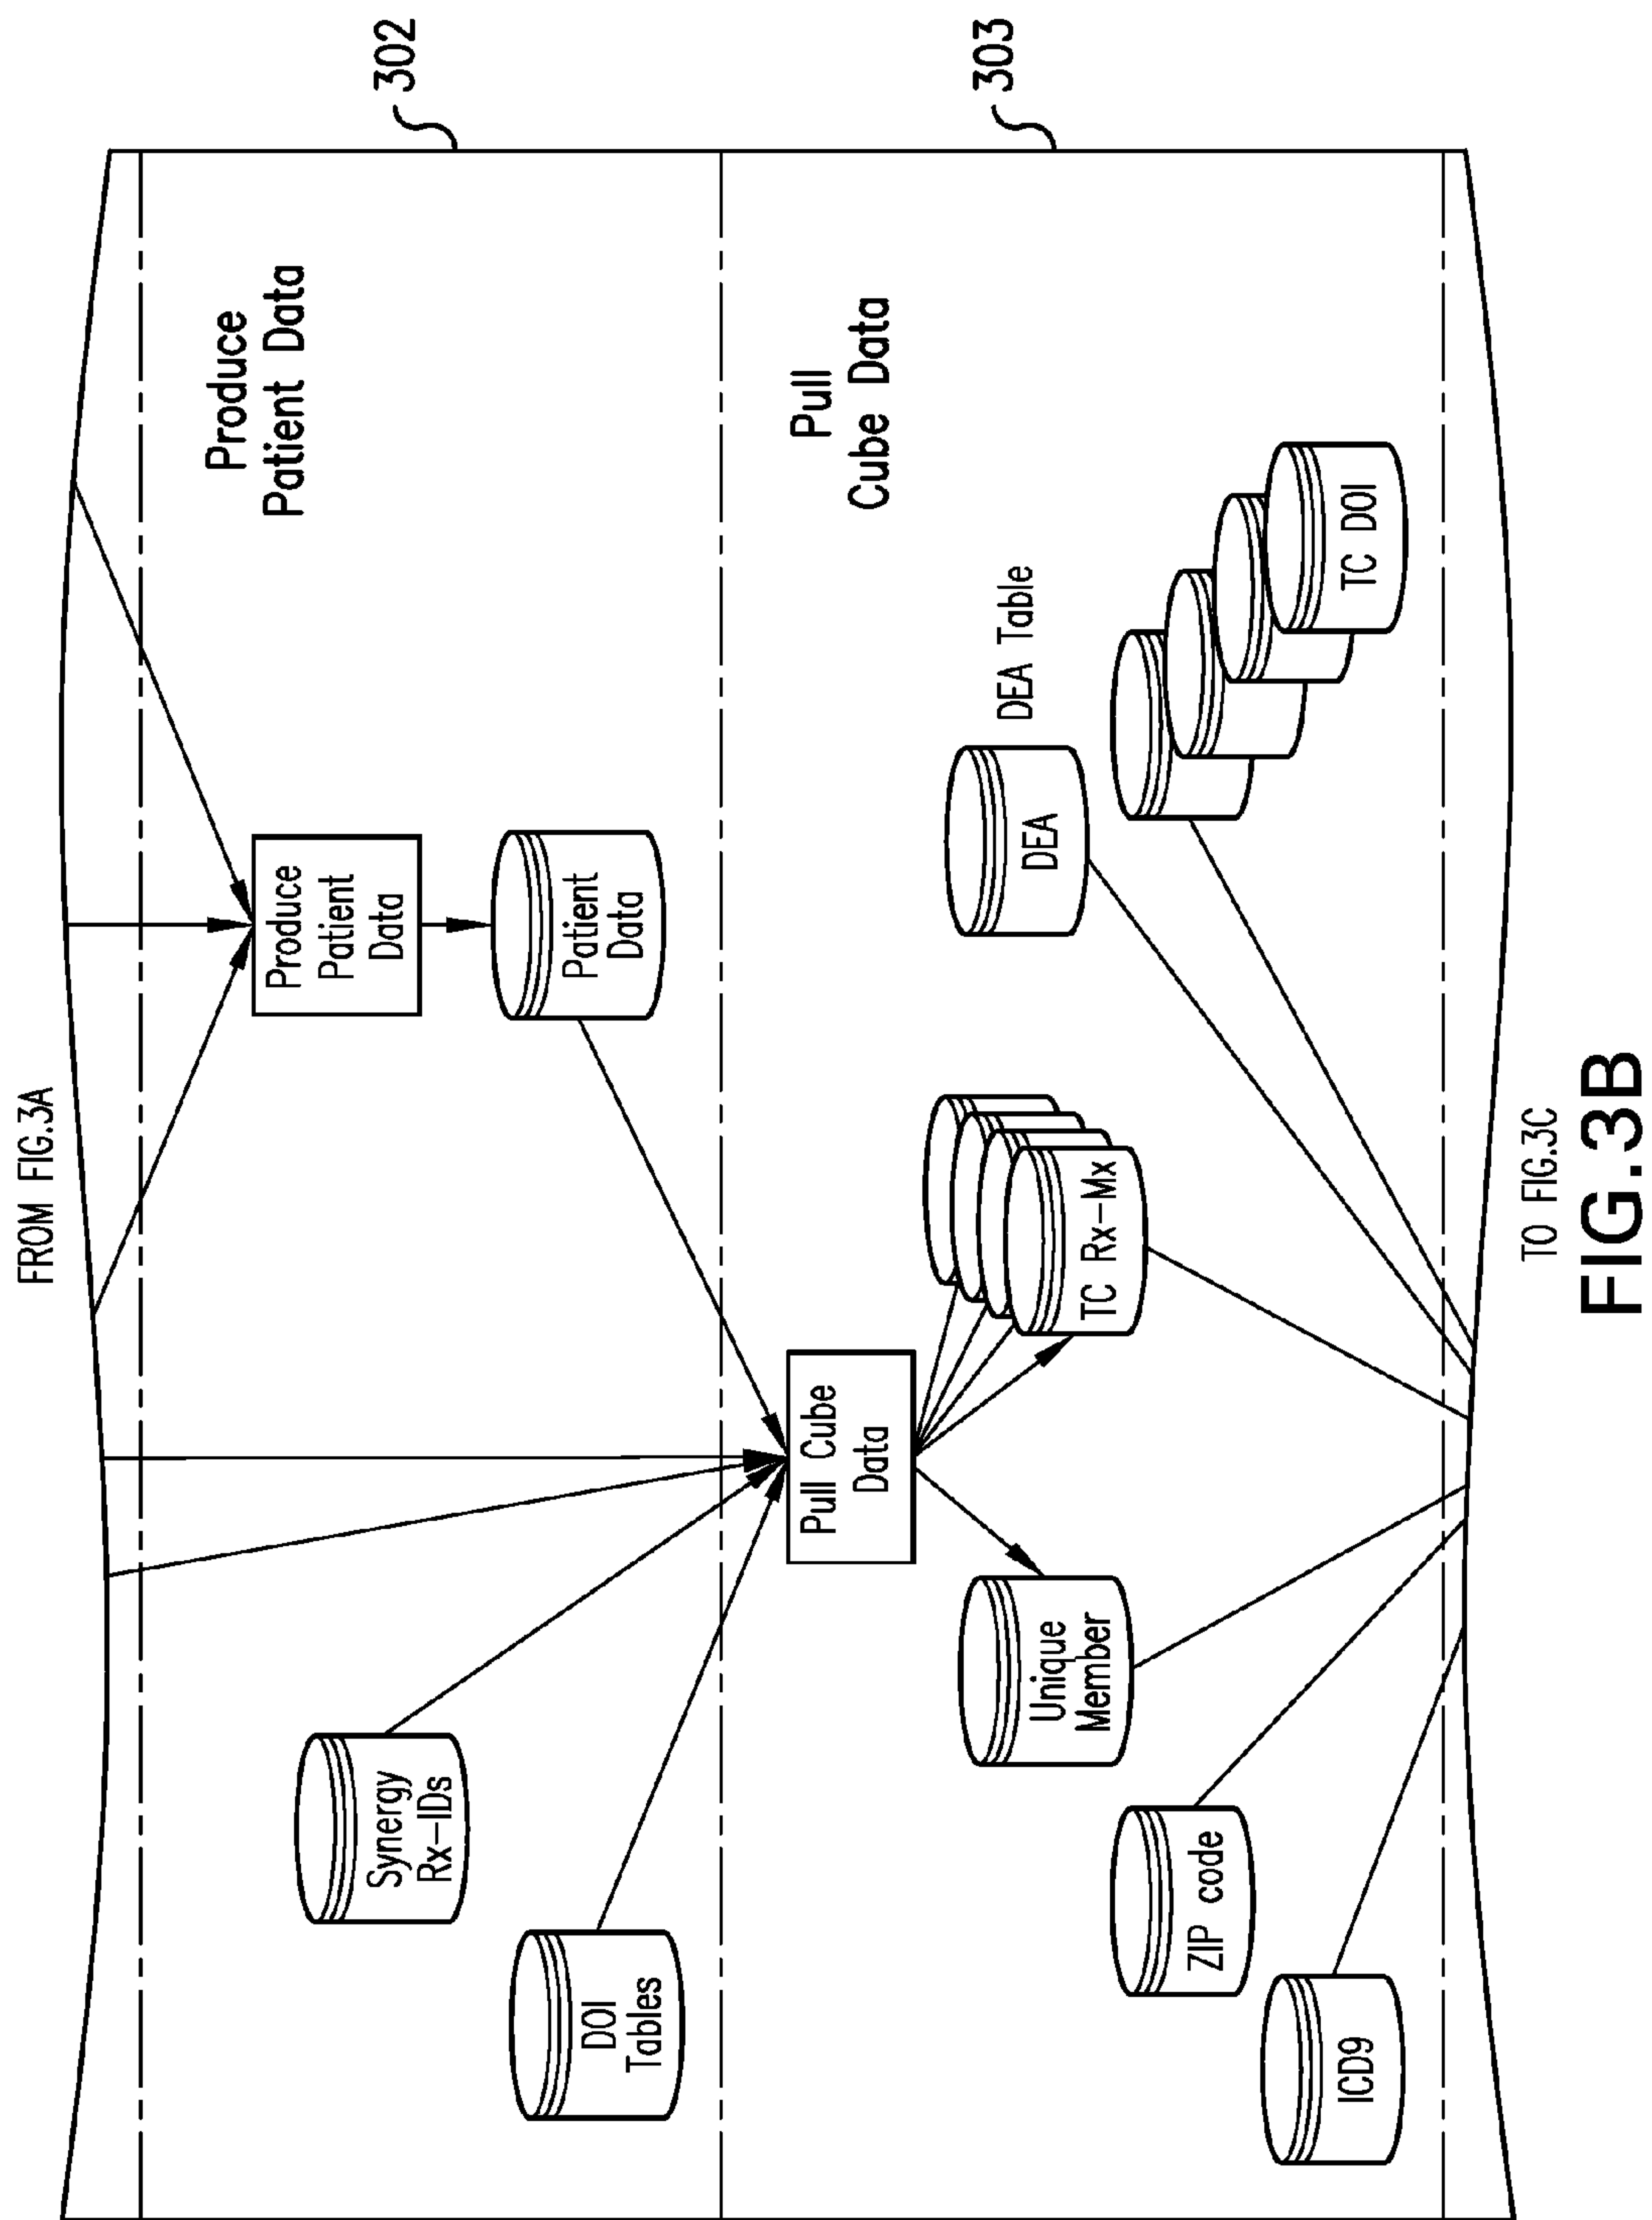 FROM FIG.3A
302
Produce
Patient Data
Produce
Patient
Data
Patient
Data
Synergy
Rx-IDs
DOI
Tables
303
Pull
Cube Data
Pull Cube
Data
Unique
Member
ZIP code
ICD9
TC Rx-Mx
DEA
DEA Table
TC DOI
TO FIG.3C
FIG.3B